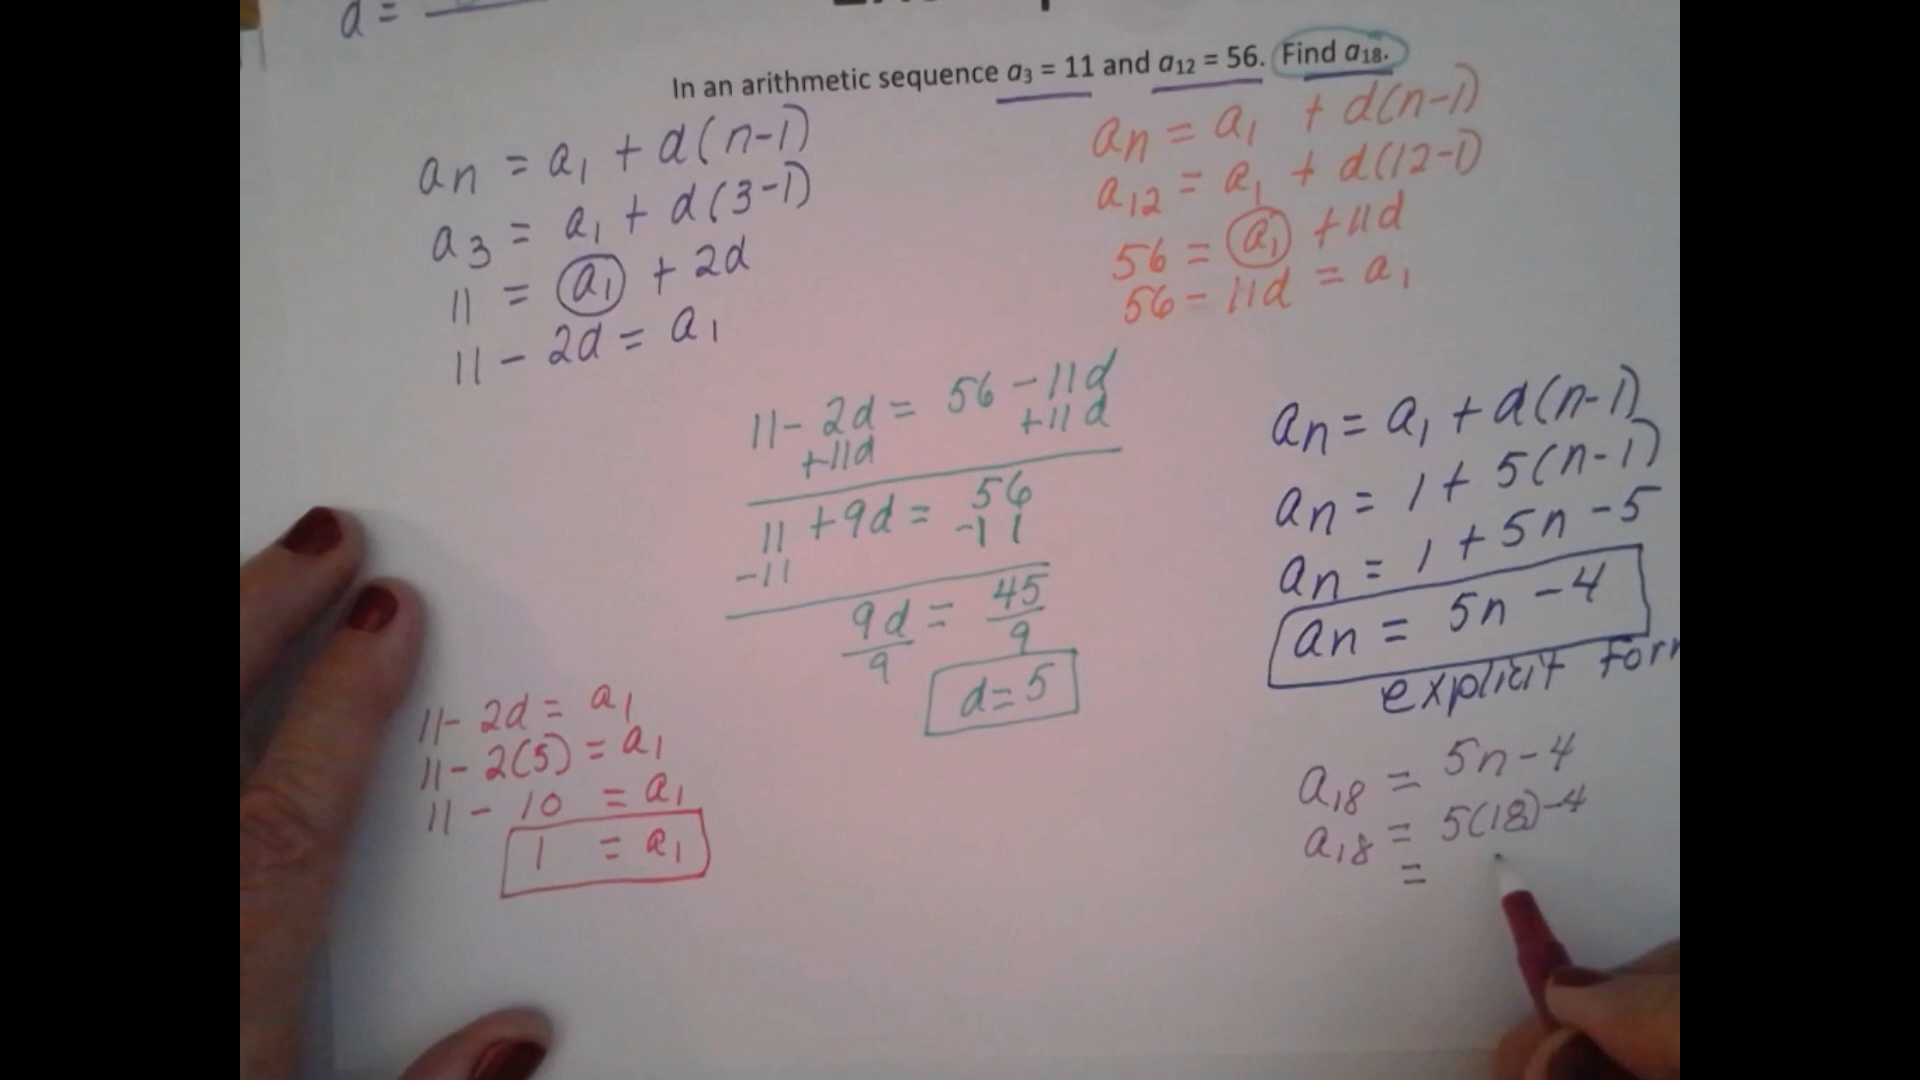 d =
In an arithmetic sequence a₃ = 11 and a₁₂ = 56. Find a₁₈.
an = a₁ + d(n-1)
a₃ = a₁ + d(3-1)
11 = a₁ + 2d
11 - 2d = a₁
an = a₁ + d(n-1)
a₁₂ = a₁ + d(12-1)
56 = a₁ + 11d
56 - 11d = a₁
11 - 2d = 56 - 11d
+11d +11d
11 + 9d = 56
-11 -11
9d = 45
9 9
d = 5
11 - 2d = a₁
11 - 2(5) = a₁
11 - 10 = a₁
1 = a₁
an = a₁ + d(n-1)
an = 1 + 5(n-1)
an = 1 + 5n - 5
an = 5n - 4
explicit form
a₁₈ = 5n - 4
a₁₈ = 5(18) - 4
=